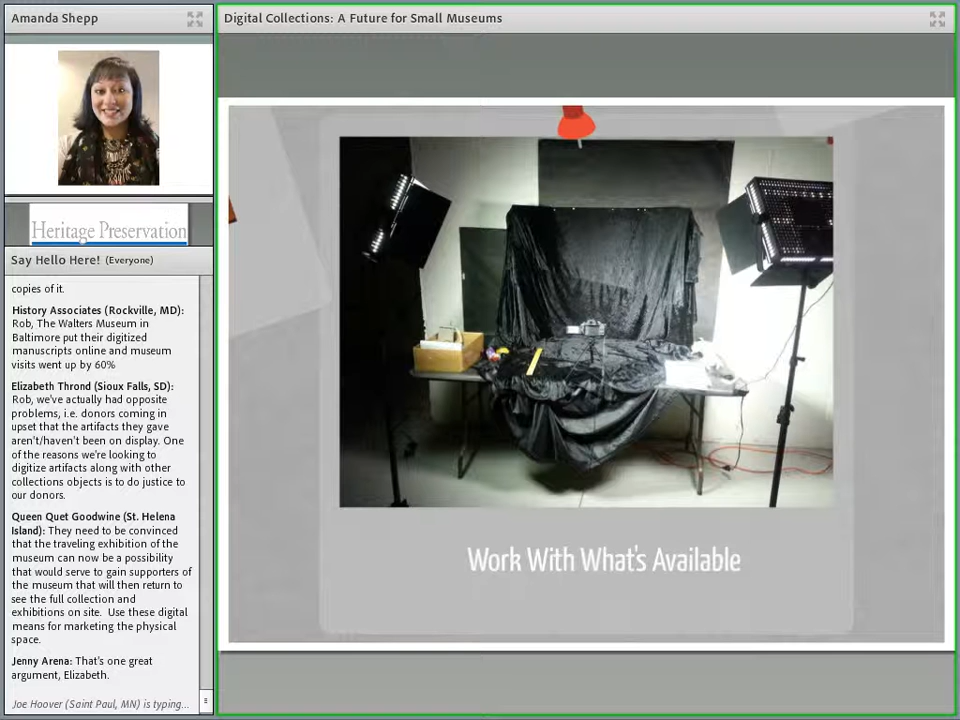 Amanda Shepp
Heritage Preservation
Say Hello Here! (Everyone)
copies of it.
History Associates (Rockville, MD):
Rob, The Walters Museum in
Baltimore put their digitized
manuscripts online and museum
visits went up by 60%
Elizabeth Thrond (Sioux Falls, SD):
Rob, we've actually had opposite
problems, i.e. donors coming in
upset that the artifacts they gave
aren't/haven't been on display. One
of the reasons we're looking to
digitize artifacts along with other
collections objects is to do justice to
our donors.
Queen Quet Goodwine (St. Helena
Island): They need to be convinced
that the traveling exhibition of the
museum can now be a possibility
that would serve to gain supporters of
the museum that will then return to
see the full collection and
exhibitions on site. Use these digital
means for marketing the physical
space.
Jenny Arena: That's one great
argument, Elizabeth.
Joe Hoover (Saint Paul, MN) is typing...
Digital Collections: A Future for Small Museums
Work With What's Available